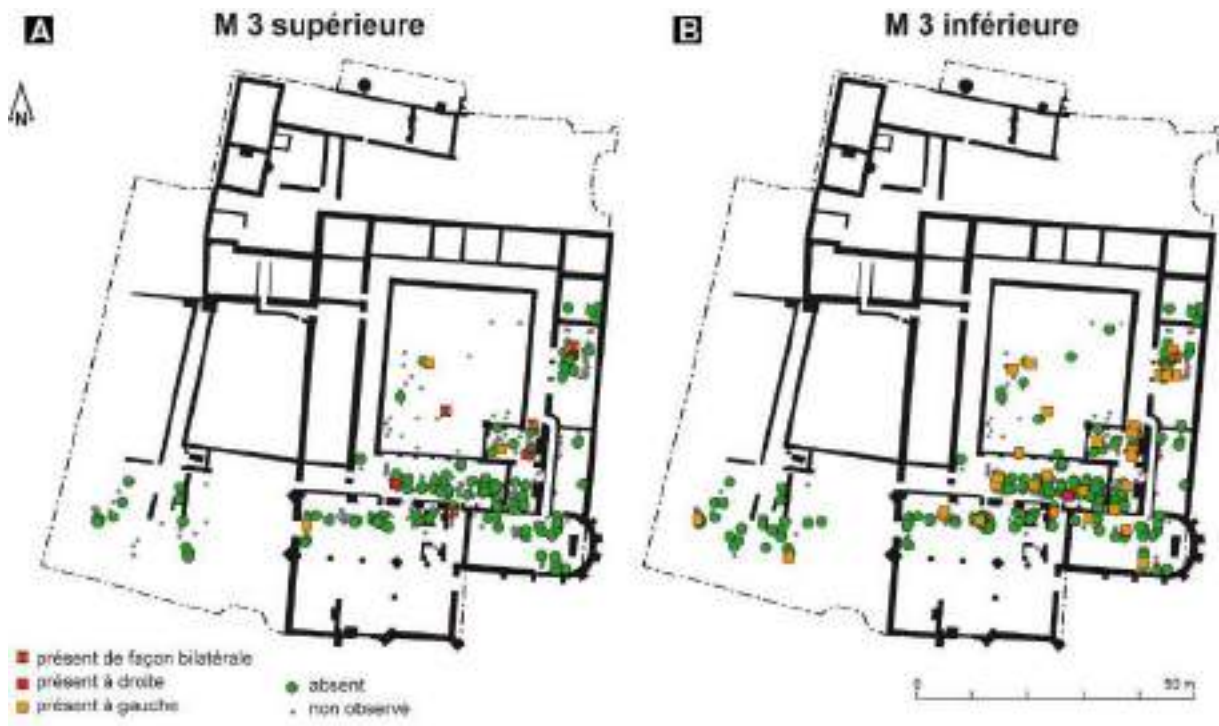 A M 3 supérieure
B M 3 inférieure
N
présent de façon bilatérale
présent à droite
présent à gauche
absent
non observé
0 50 m